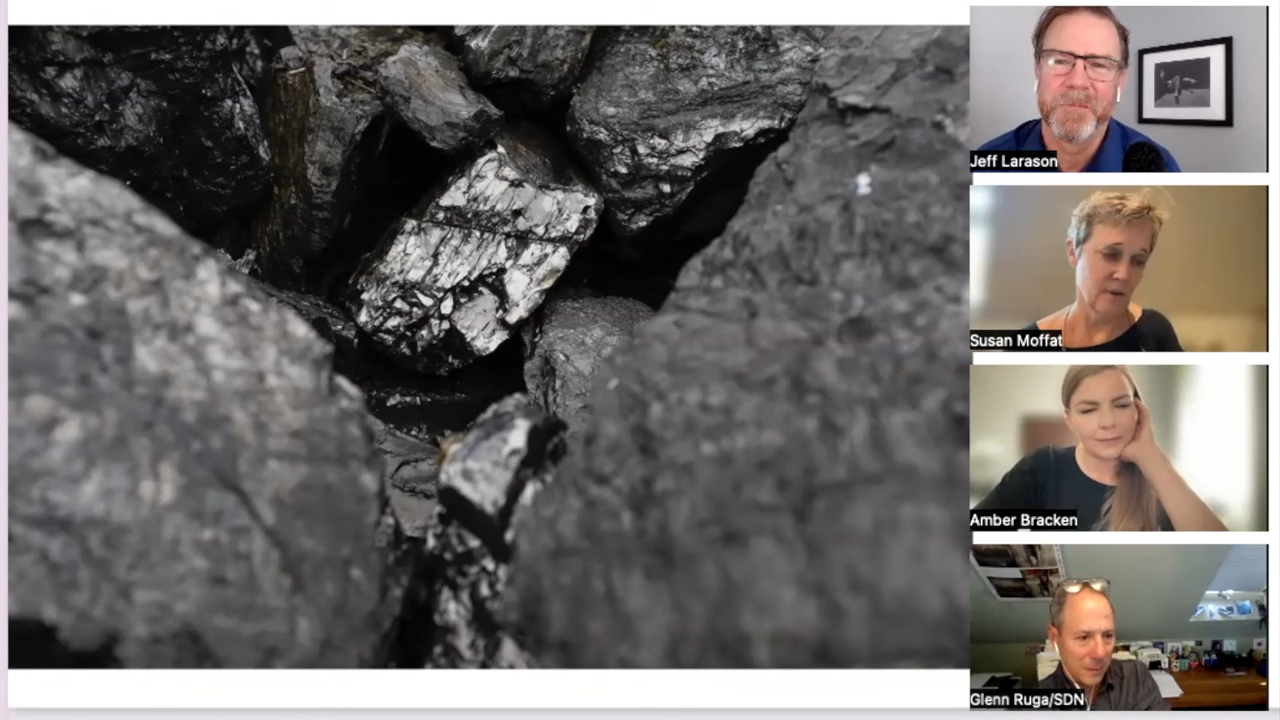 Jeff Larason
Susan Moffat
Amber Bracken
Glenn Ruga/SDN